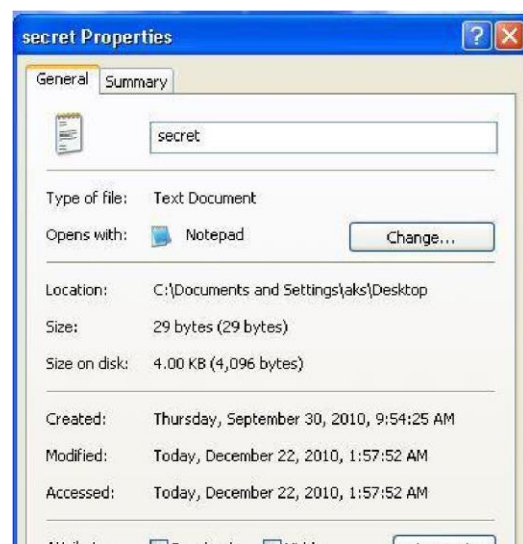 secret Properties
General Summary
secret
Type of file: Text Document
Opens with: Notepad Change...
Location: C:\Documents and Settings\aks\Desktop
Size: 29 bytes (29 bytes)
Size on disk: 4.00 KB (4,096 bytes)
Created: Thursday, September 30, 2010, 9:54:25 AM
Modified: Today, December 22, 2010, 1:57:52 AM
Accessed: Today, December 22, 2010, 1:57:52 AM